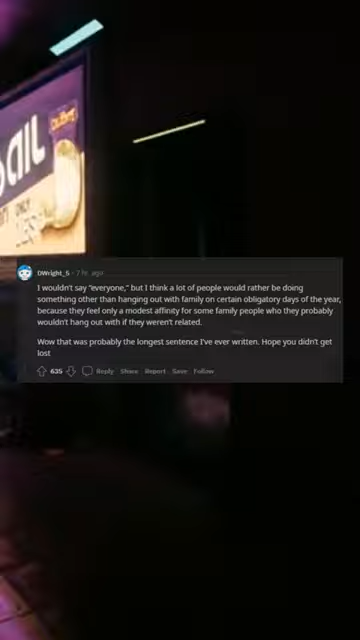 ail
ONLY
DWright_5 · 7 hr. ago
I wouldn't say "everyone," but I think a lot of people would rather be doing
something other than hanging out with family on certain obligatory days of the year,
because they feel only a modest affinity for some family people who they probably
wouldn't hang out with if they weren't related.
Wow that was probably the longest sentence I've ever written. Hope you didn't get
lost
635 Reply Share Report Save Follow